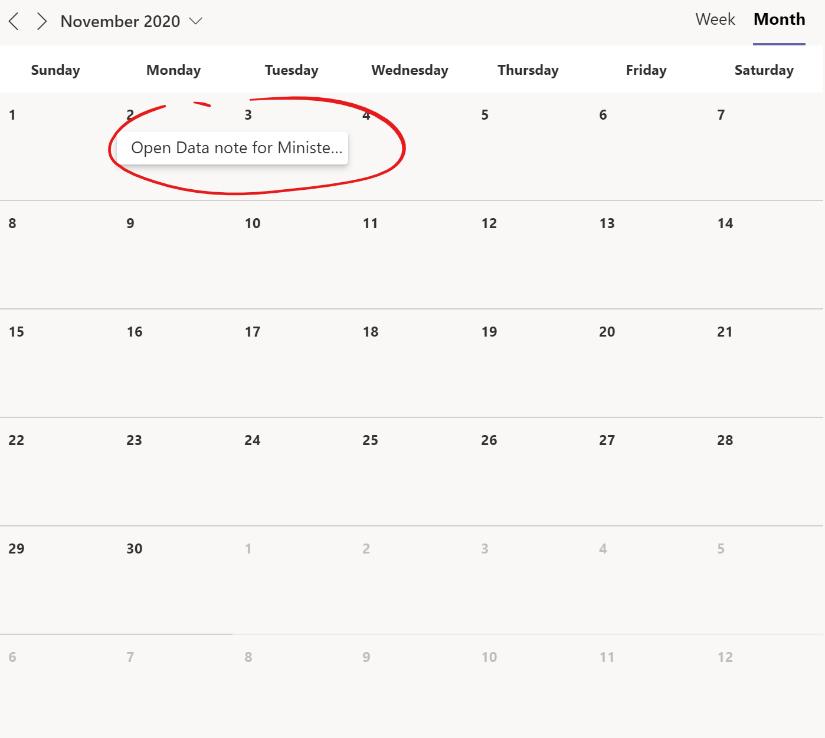 November 2020
Week Month
Sunday Monday Tuesday Wednesday Thursday Friday Saturday
1 2 3 4 5 6 7
Open Data note for Ministe...
8 9 10 11 12 13 14
15 16 17 18 19 20 21
22 23 24 25 26 27 28
29 30 1 2 3 4 5
6 7 8 9 10 11 12